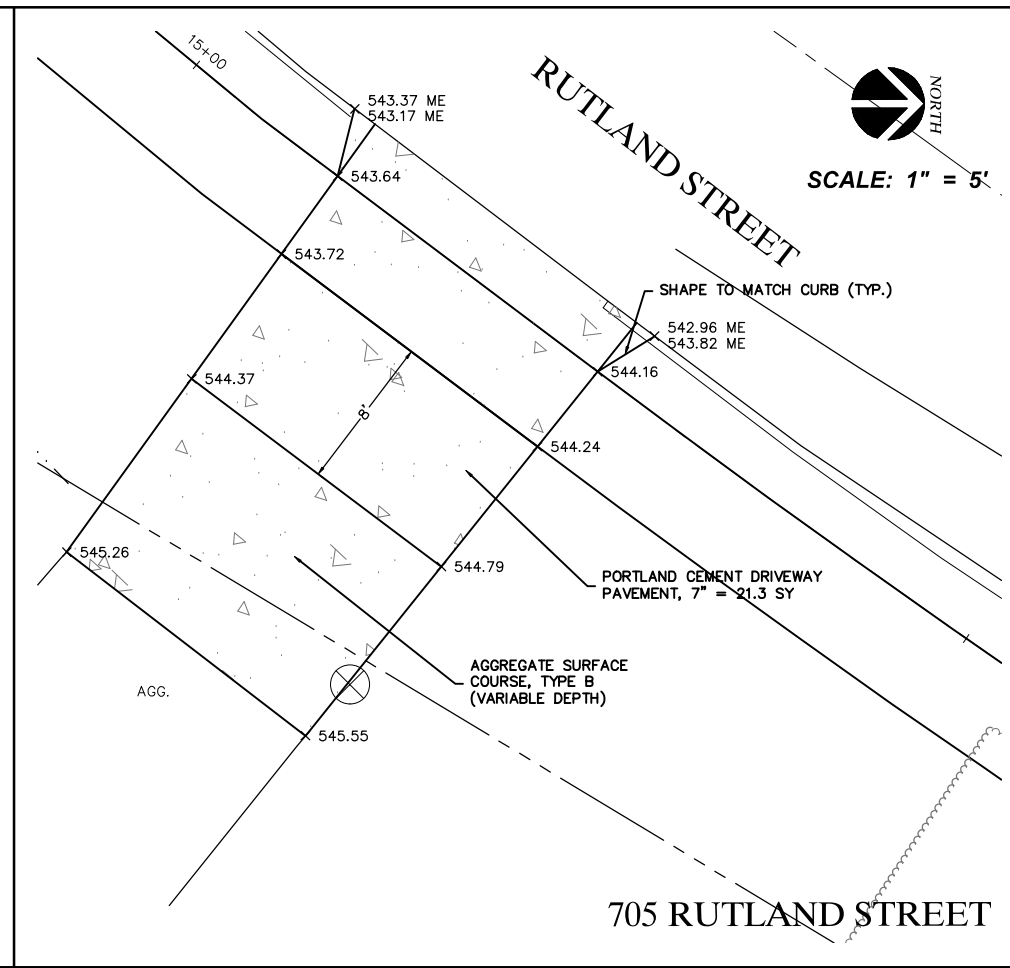 15+00
543.37 ME
543.17 ME
RUTLAND STREET
NORTH
SCALE: 1" = 5'
543.64
543.72
SHAPE TO MATCH CURB (TYP.)
542.96 ME
543.82 ME
544.16
544.37
8'
544.24
545.26
544.79
PORTLAND CEMENT DRIVEWAY
PAVEMENT, 7" = 21.3 SY
AGG.
AGGREGATE SURFACE
COURSE, TYPE B
(VARIABLE DEPTH)
545.55
705 RUTLAND STREET